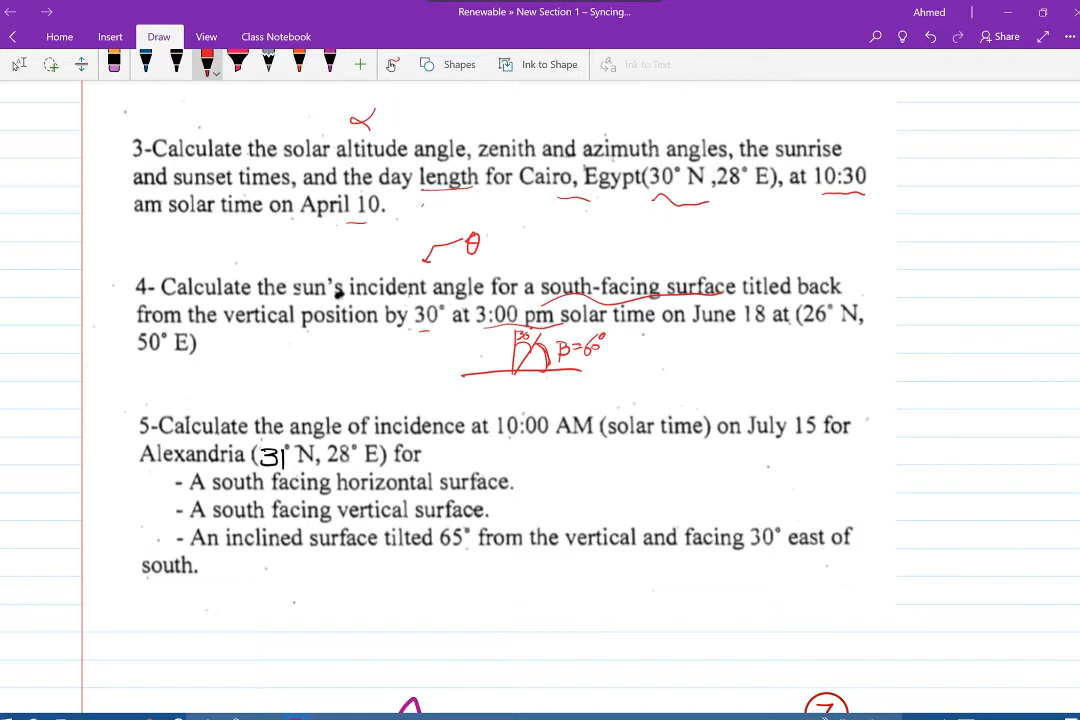 Renewable » New Section 1 – Syncing...
Ahmed
Home Insert Draw View Class Notebook
Share
Shapes Ink to Shape Ink to Text
α
3-Calculate the solar altitude angle, zenith and azimuth angles, the sunrise
and sunset times, and the day length for Cairo, Egypt(30° N ,28° E), at 10:30
am solar time on April 10.
θ
4- Calculate the sun's incident angle for a south-facing surface titled back
from the vertical position by 30° at 3:00 pm solar time on June 18 at (26° N,
50° E)
30 β=60°
5-Calculate the angle of incidence at 10:00 AM (solar time) on July 15 for
Alexandria (31° N, 28° E) for
- A south facing horizontal surface.
- A south facing vertical surface.
- An inclined surface tilted 65° from the vertical and facing 30° east of
south.